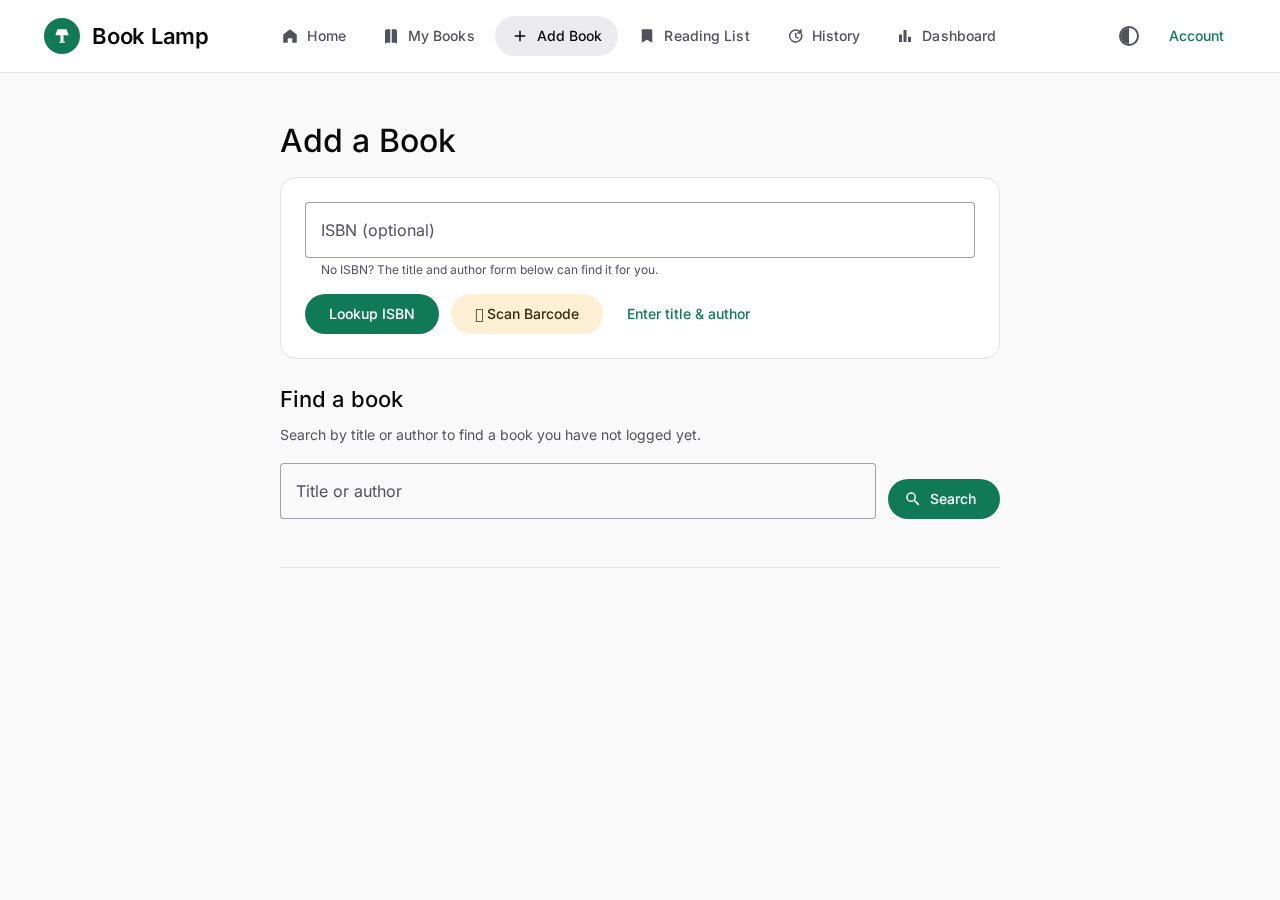 Book Lamp
Home
My Books
Add Book
Reading List
History
Dashboard
Account
Add a Book
ISBN (optional)
No ISBN? The title and author form below can find it for you.
Lookup ISBN
Scan Barcode
Enter title & author
Find a book
Search by title or author to find a book you have not logged yet.
Title or author
Search